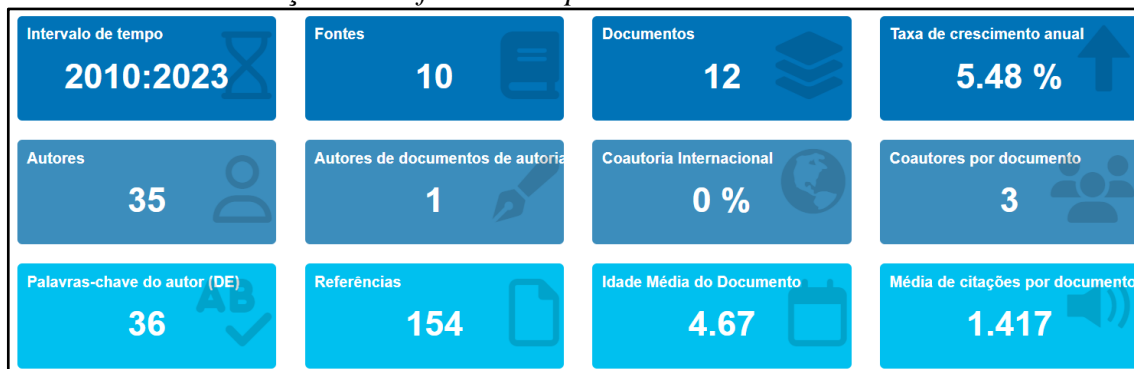 Intervalo de tempo
2010:2023
Fontes
10
Documentos
12
Taxa de crescimento anual
5.48 %
Autores
35
Autores de documentos de autoria
1
Coautoria Internacional
0 %
Coautores por documento
3
Palavras-chave do autor (DE)
36
AB
Referências
154
Idade Média do Documento
4.67
Média de citações por documento
1.417